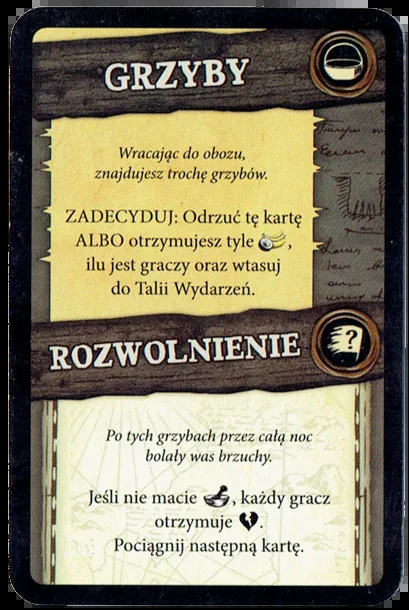 GRZYBY
Wracając do obozu,
znajdujesz trochę grzybów.
ZADECYDUJ: Odrzuć tę kartę
ALBO otrzymujesz tyle ,
ilu jest graczy oraz wtasuj
do Talii Wydarzeń.
ROZWOLNIENIE
?
Po tych grzybach przez całą noc
bolały was brzuchy.
Jeśli nie macie , każdy gracz
otrzymuje .
Pociągnij następną kartę.